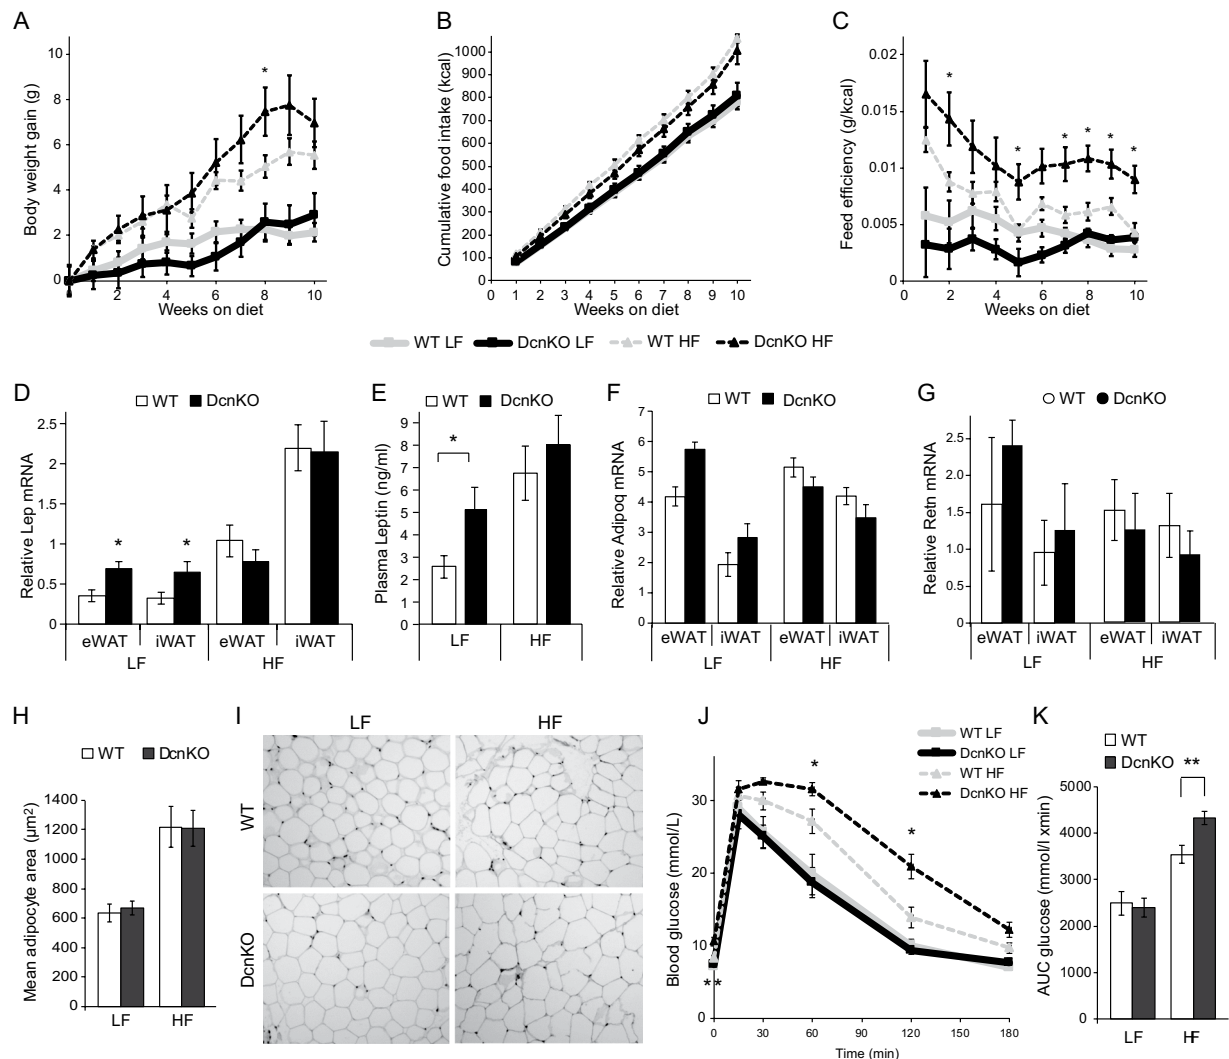 A
B
C
Body weight gain (g)
10
8
6
4
2
0
*
2
4
6
8
10
Weeks on diet
Cumulative food intake (kcal)
1000
900
800
700
600
500
400
300
200
100
0
0 1 2 3 4 5 6 7 8 9 10
Weeks on diet
Feed efficiency (g/kcal)
0.02
0.015
0.01
0.005
0
* * * * * *
0 2 4 6 8 10
Weeks on diet
WT LF DcnKO LF WT HF DcnKO HF
D
WT DcnKO
Relative Lep mRNA
2.5
2
1.5
1
0.5
0
* *
eWAT iWAT eWAT iWAT
LF HF
E
WT DcnKO
Plasma Leptin (ng/ml)
9
8
7
6
5
4
3
2
1
0
*
LF HF
F
WT DcnKO
Relative Adipoq mRNA
7
6
5
4
3
2
1
0
eWAT iWAT eWAT iWAT
LF HF
G
WT DcnKO
Relative Retn mRNA
2.5
2.0
1.5
1.0
0.5
0
eWAT iWAT eWAT iWAT
LF HF
H
WT DcnKO
Mean adipocyte area (µm2)
1400
1200
1000
800
600
400
200
0
LF HF
I
LF HF
WT
DcnKO
J
WT LF
DcnKO LF
WT HF
DcnKO HF
Blood glucose (mmol/L)
30
20
10
0
* *
**
0 30 60 120 150 180
Time (min)
K
WT
DcnKO
**
AUC glucose (mmol/l xmin)
5000
4000
3000
2000
1000
0
LF HF